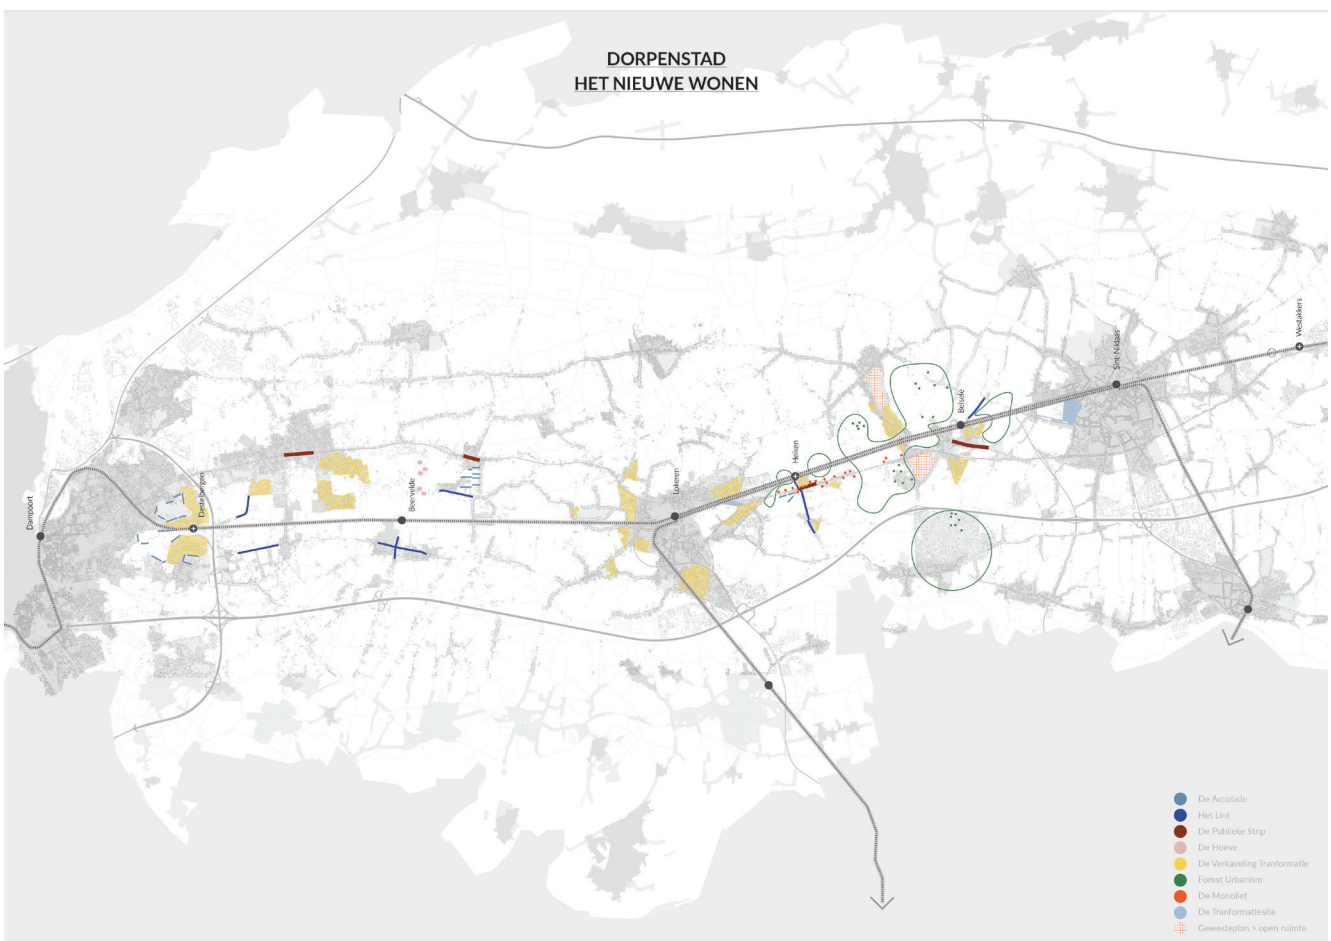 DORPENSTAD
HET NIEUWE WONEN
Dampoort
Destelbergen
Beervelde
Lokeren
Heiken
Belsele
Sint-Niklaas
Westakkers
De Accolade
Het Lint
De Publieke Strip
De Hoeve
De Verkaveling Tranformatie
Forest Urbanism
De Monoliet
De Tranformatiesite
Gewesteplan > open ruimte